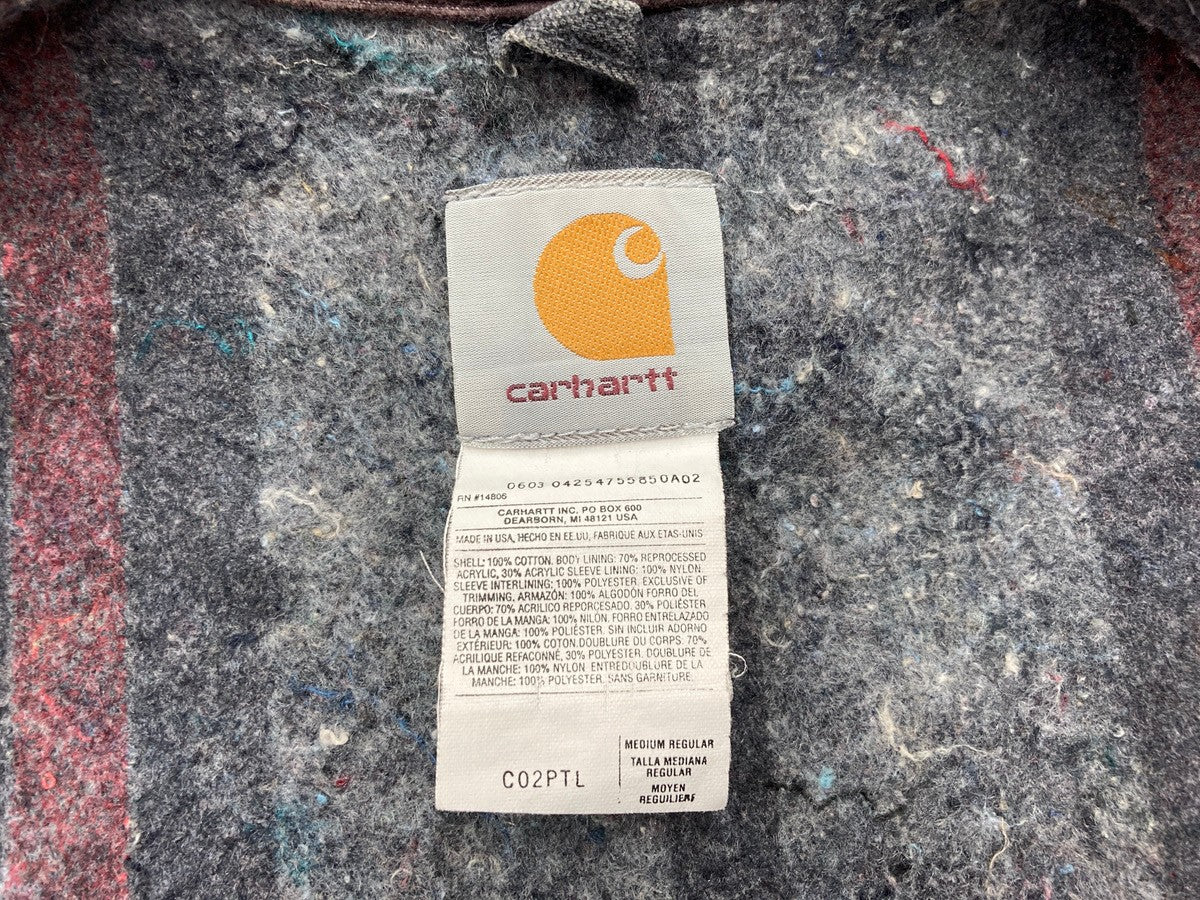 carhartt
0603 04254755850A02
RN #14806
CARHARTT INC, PO BOX 600
DEARBORN, MI 48121 USA
MADE IN USA, HECHO EN EE.UU, FABRIQUE AUX ETAS-UNIS
SHELL: 100% COTTON. BODY LINING: 70% REPROCESSED
ACRYLIC, 30% ACRYLIC SLEEVE LINING: 100% NYLON.
SLEEVE INTERLINING: 100% POLYESTER. EXCLUSIVE OF
TRIMMING. ARMAZÓN: 100% ALGODÓN FORRO DEL
CUERPO: 70% ACRILICO REPORCESADO. 30% POLIÉSTER
FORRO DE LA MANGA: 100% NILÓN. FORRO ENTRELAZADO
DE LA MANGA: 100% POLIÉSTER. SIN INCLUIR ADORNO
EXTÉRIEUR: 100% COTON.DOUBLURE DU CORPS. 70%
ACRILIQUE REFACONNÉ, 30% POLYESTER. DOUBLURE DE
LA MANCHE: 100% NYLON ENTREDOUBLURE DE LA
MANCHE: 100% POLYESTER. SANS GARNITURE
C02PTL
MEDIUM REGULAR
TALLA MEDIANA
REGULAR
MOYEN
REGUILIERF